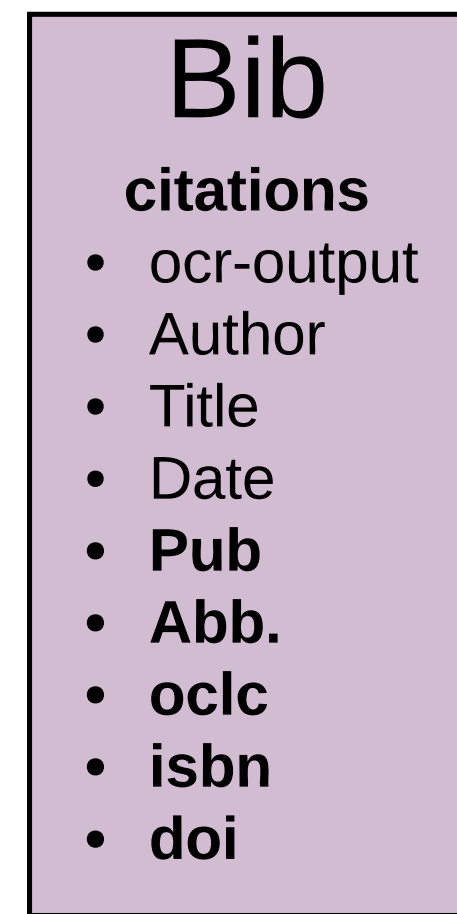 Bib
citations
• ocr-output
• Author
• Title
• Date
• Pub
• Abb.
• oclc
• isbn
• doi